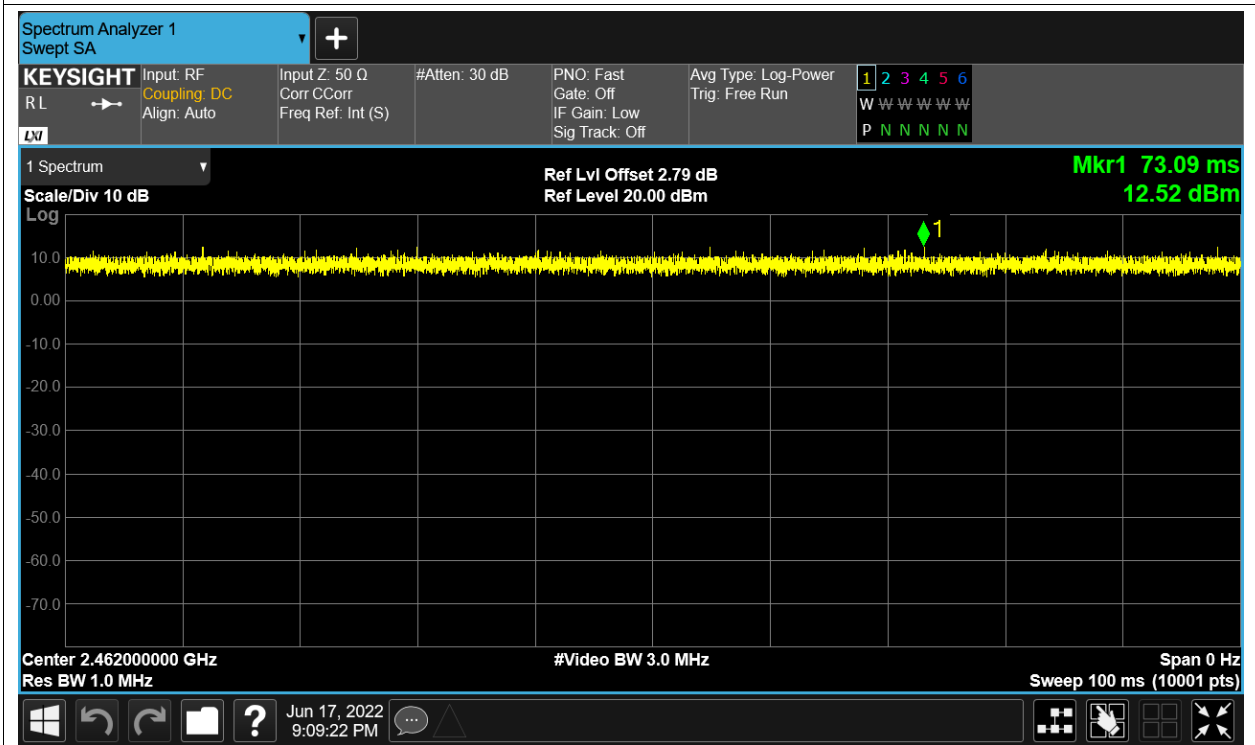 Spectrum Analyzer 1
Swept SA
KEYSIGHT
R L
LXI
Input: RF
Coupling: DC
Align: Auto
Input Z: 50 Ω
Corr CCorr
Freq Ref: Int (S)
#Atten: 30 dB
PNO: Fast
Gate: Off
IF Gain: Low
Sig Track: Off
Avg Type: Log-Power
Trig: Free Run
1 2 3 4 5 6
W W W W W W
P N N N N N
1 Spectrum
Scale/Div 10 dB
Log
Ref Lvl Offset 2.79 dB
Ref Level 20.00 dBm
Mkr1 73.09 ms
12.52 dBm
1
10.0
0.00
-10.0
-20.0
-30.0
-40.0
-50.0
-60.0
-70.0
Center 2.462000000 GHz
Res BW 1.0 MHz
#Video BW 3.0 MHz
Span 0 Hz
Sweep 100 ms (10001 pts)
?
Jun 17, 2022
9:09:22 PM